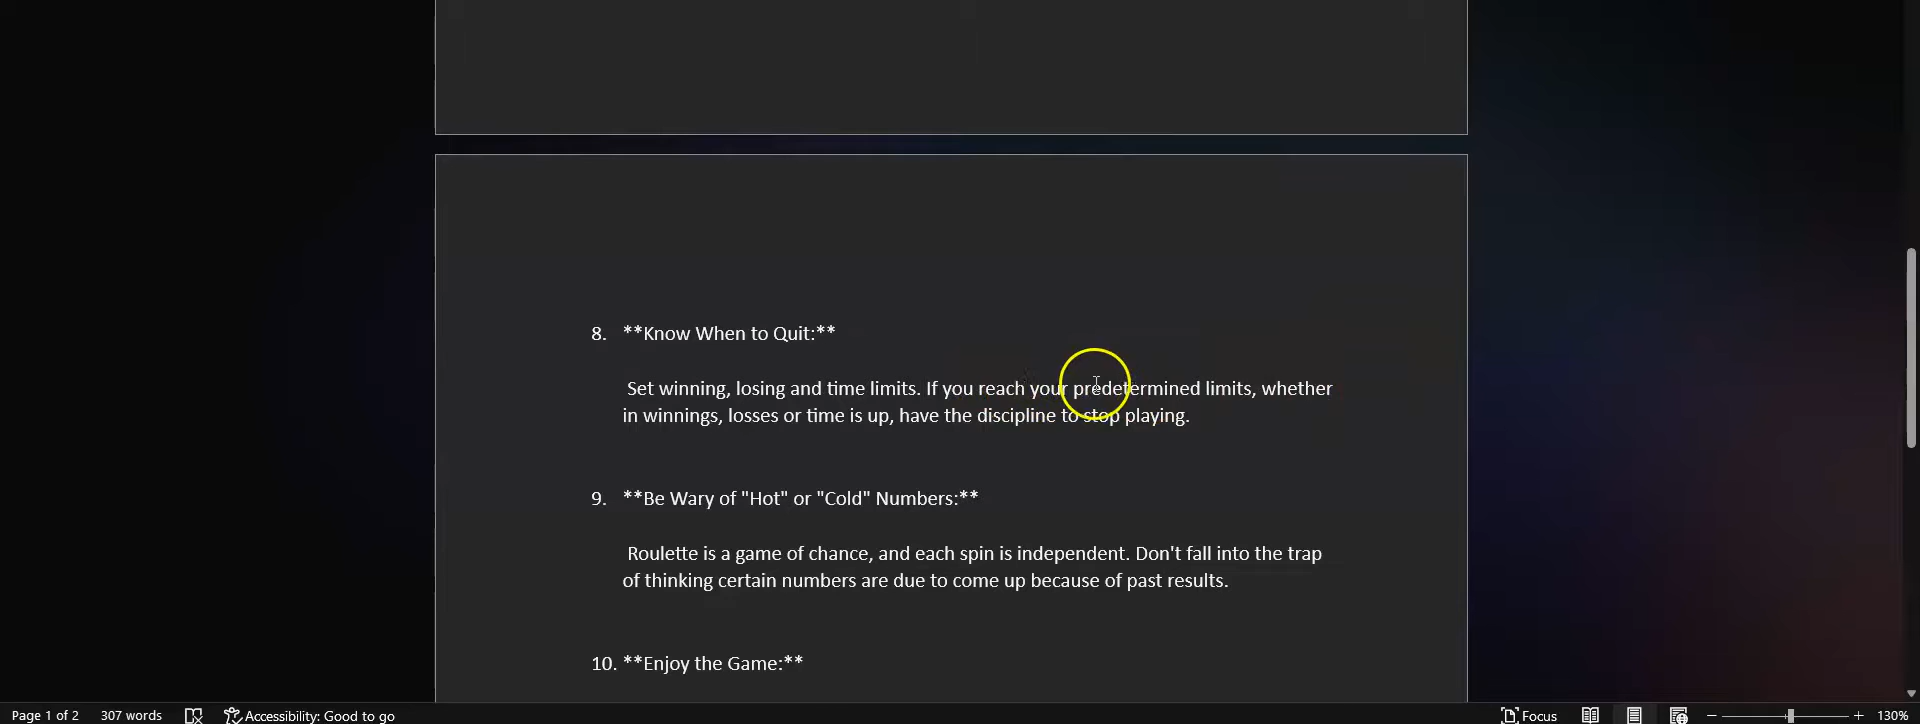 8. **Know When to Quit:**
Set winning, losing and time limits. If you reach your predetermined limits, whether
in winnings, losses or time is up, have the discipline to stop playing.
9. **Be Wary of "Hot" or "Cold" Numbers:**
Roulette is a game of chance, and each spin is independent. Don't fall into the trap
of thinking certain numbers are due to come up because of past results.
10. **Enjoy the Game:**
Page 1 of 2 307 words Accessibility: Good to go Focus 130%